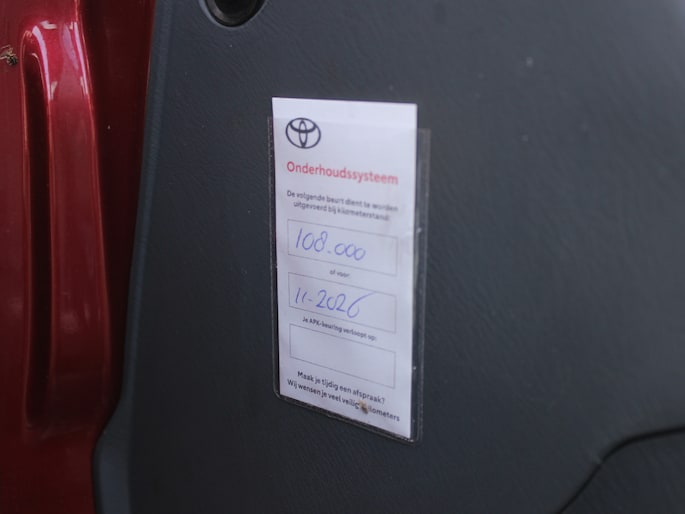 Onderhoudssysteem
De volgende beurt dient te worden
uitgevoerd bij kilometerstand:
108.000
of voor:
11-2026
Je APK-keuring verloopt op:
Maak je tijdig een afspraak?
Wij wensen je veel veilige kilometers